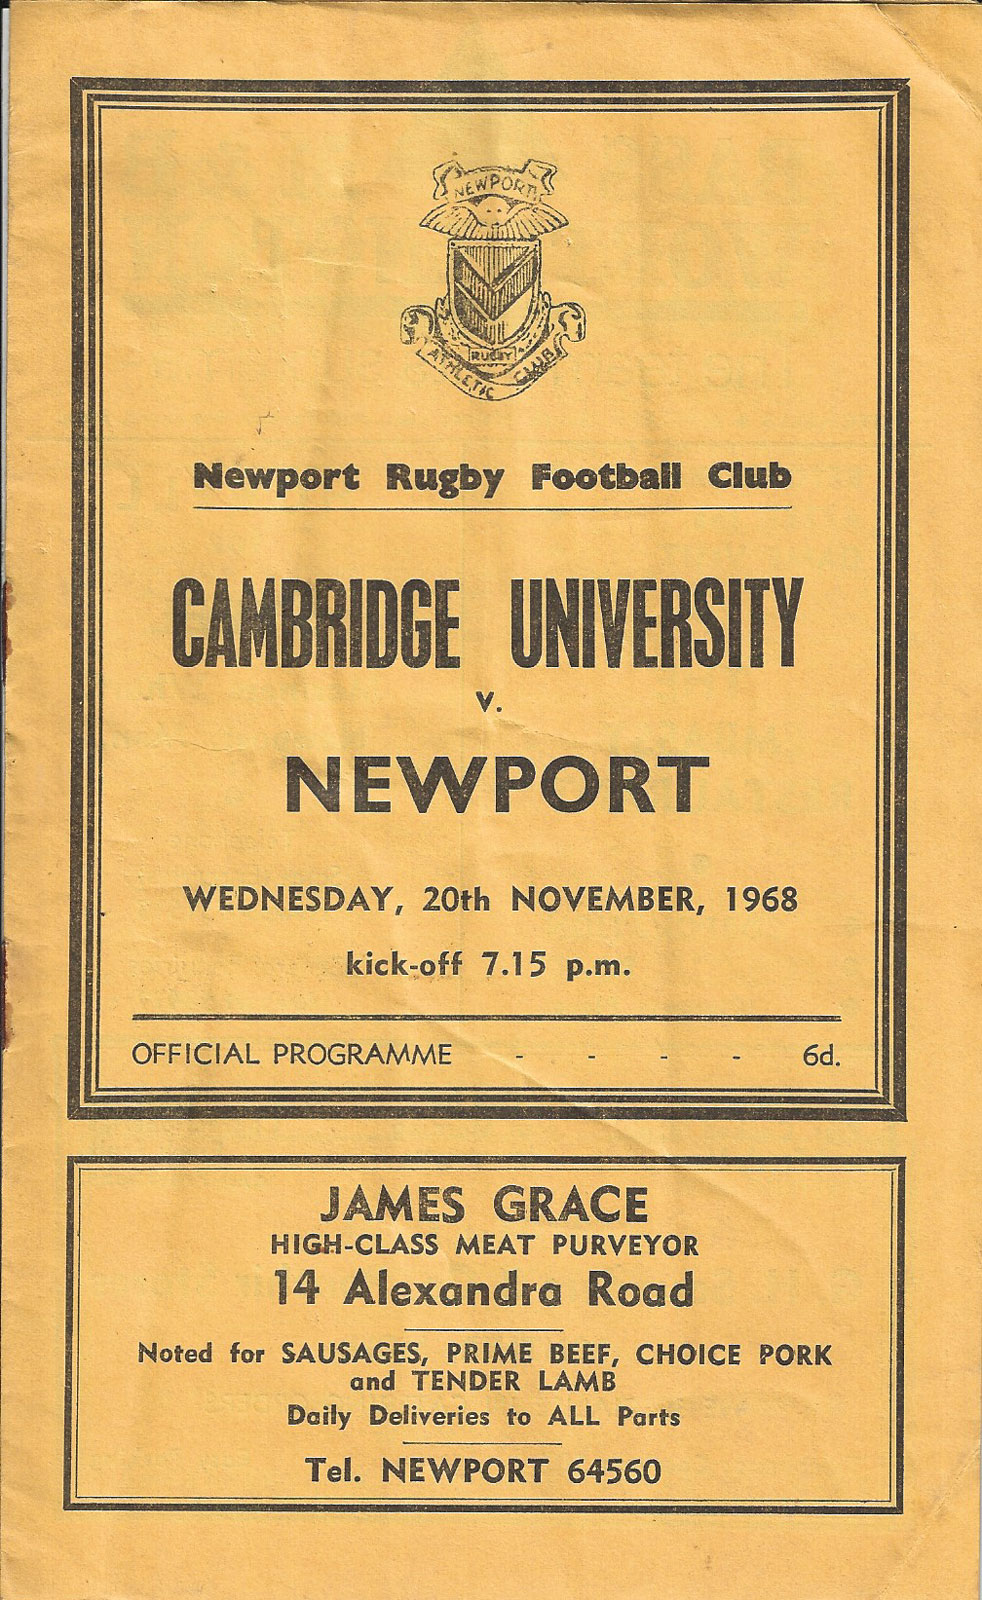 NEWPORT
RUGBY
ATHLETIC CLUB
Newport Rugby Football Club
CAMBRIDGE UNIVERSITY
v.
NEWPORT
WEDNESDAY, 20th NOVEMBER, 1968
kick-off 7.15 p.m.
OFFICIAL PROGRAMME - - - - 6d.
JAMES GRACE
HIGH-CLASS MEAT PURVEYOR
14 Alexandra Road
Noted for SAUSAGES, PRIME BEEF, CHOICE PORK
and TENDER LAMB
Daily Deliveries to ALL Parts
Tel. NEWPORT 64560